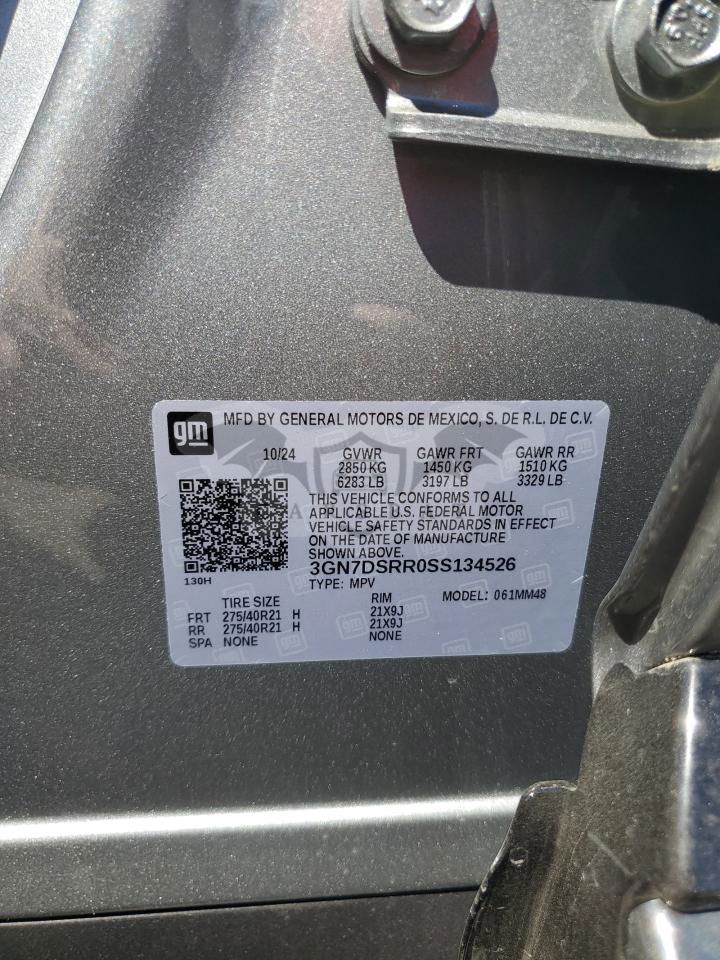 gm MFD BY GENERAL MOTORS DE MEXICO, S. DE R.L. DE C.V.
10/24 GVWR GAWR FRT GAWR RR
2850 KG 1450 KG 1510 KG
6283 LB 3197 LB 3329 LB
THIS VEHICLE CONFORMS TO ALL
APPLICABLE U.S. FEDERAL MOTOR
VEHICLE SAFETY STANDARDS IN EFFECT
ON THE DATE OF MANUFACTURE
SHOWN ABOVE.
3GN7DSRR0SS134526
130H TYPE: MPV
TIRE SIZE RIM MODEL: 061MM48
FRT 275/40R21 H 21X9J
RR 275/40R21 H 21X9J
SPA NONE NONE